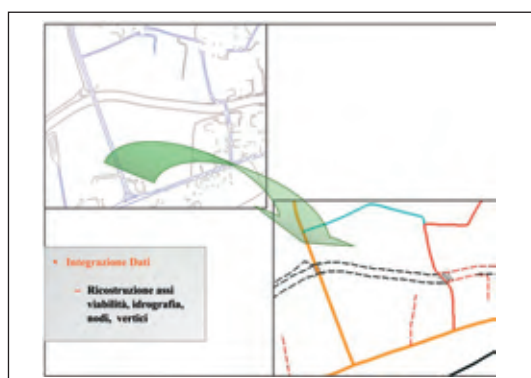 • Integrazione Dati
– Ricostruzione assi
viabilità, idrografia,
nodi, vertici